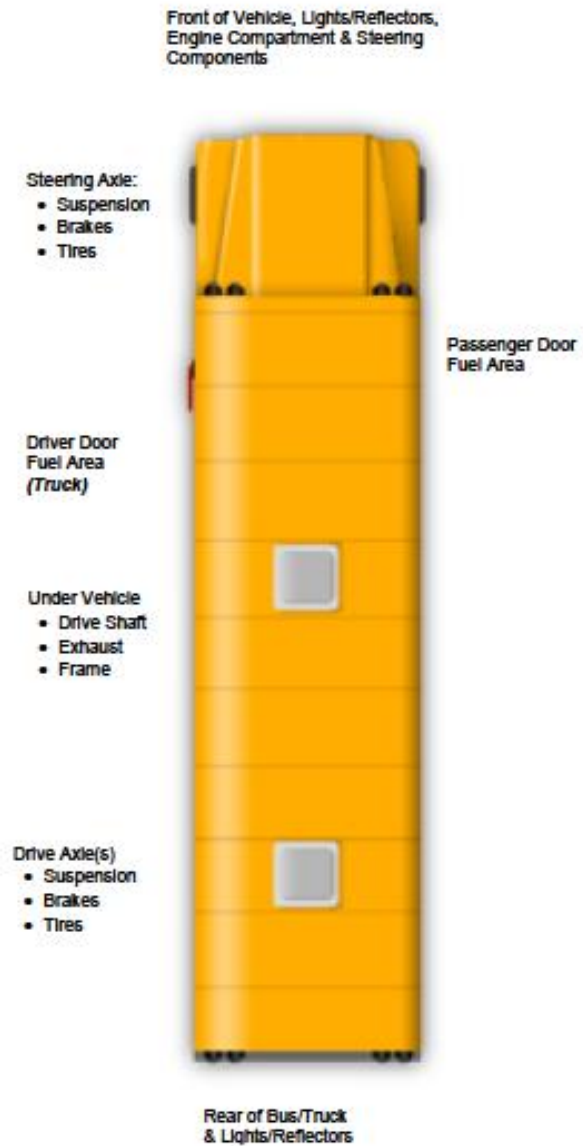 Front of Vehicle, Lights/Reflectors,
Engine Compartment & Steering
Components
Steering Axle:
• Suspension
• Brakes
• Tires
Passenger Door
Fuel Area
Driver Door
Fuel Area
(Truck)
Under Vehicle
• Drive Shaft
• Exhaust
• Frame
Drive Axle(s)
• Suspension
• Brakes
• Tires
Rear of Bus/Truck
& Lights/Reflectors